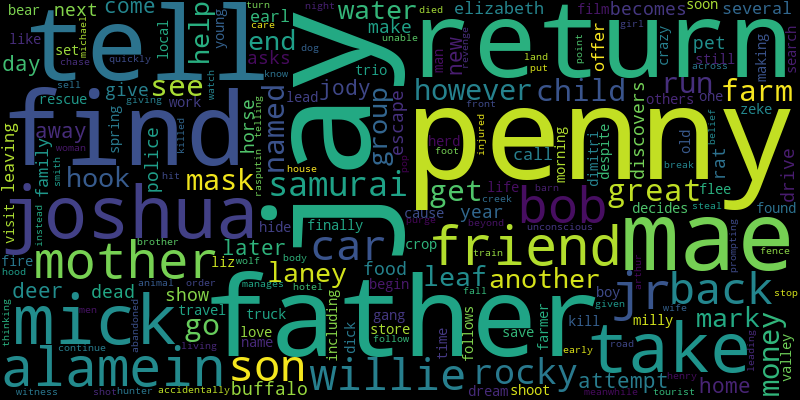 tell
return
penny
find
jay
father
joshua
mick
mae
take
alamein
mother
friend
willie
rocky
samurai
bob
car
son
jr
back
laney
leaf
another
group
named
jody
however
child
run
farm
money
home
mark
great
get
go
later
deer
dead
mask
hook
away
see
help
day
end
water
new
give
police
horse
escape
buffalo
attempt
valley
drive
rat
pet
offer
discovers
becomes
several
elizabeth
earl
come
next
bear
like
set
michael
chase
quickly
local
young
turn
night
died
care
unable
girl
film
soon
crazy
making
search
still
make
man
trio
asks
lead
dog
know
watch
sell
giving
rescue
work
spring
family
leaving
visit
woman
smith
hit
killed
rasputin
telling
house
hide
finally
cause
year
life
herd
foot
front
injured
call
morning
dimitri
despite
old
others
one
zeke
land
put
point
revenge
across
belief
break
steal
flee
decides
found
barn
creek
beyond
unconscious
purge
shop
crop
food
begin
gang
store
follow
follows
time
fall
train
save
farmer
kill
shoot
dream
early
hotel
wolf
body
manages
liz
show
travel
truck
love
name
including
dick
boy
given
road
wife
milly
arthur
henry
meanwhile
tourist
leading
prompting
stop
fence
fire
hood
instead
brother
animal
order
men
living
abandoned
continue
thinking
witness
shot
hunter
accidentally